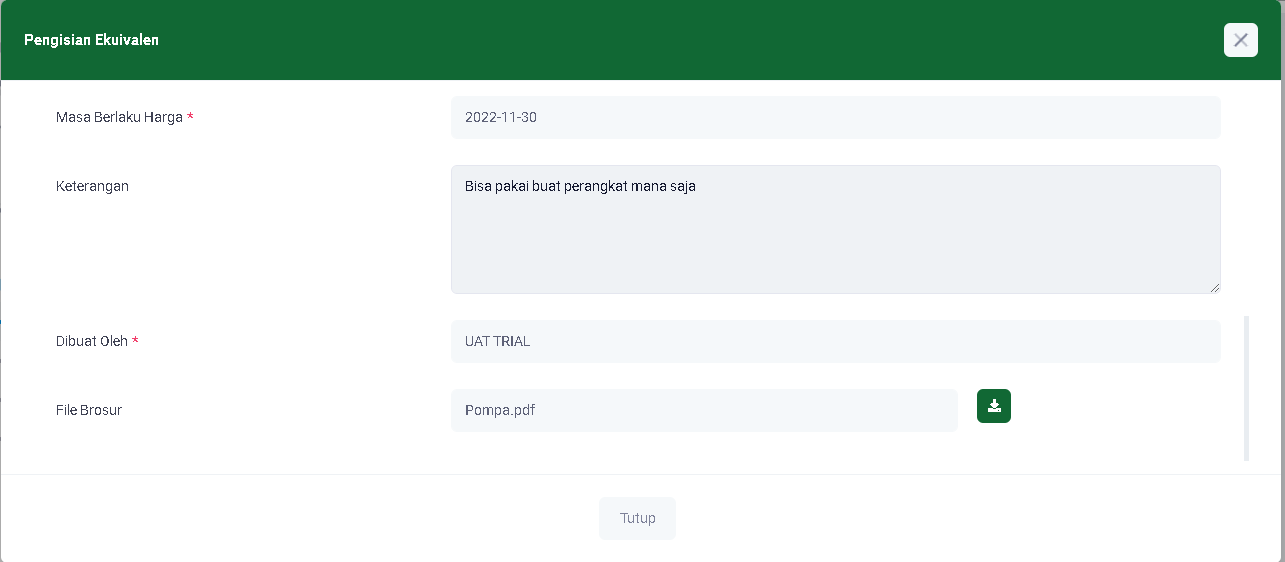 Pengisian Ekuivalen
Masa Berlaku Harga *
2022-11-30
Keterangan
Bisa pakai buat perangkat mana saja
Dibuat Oleh *
UAT TRIAL
File Brosur
Pompa.pdf
Tutup